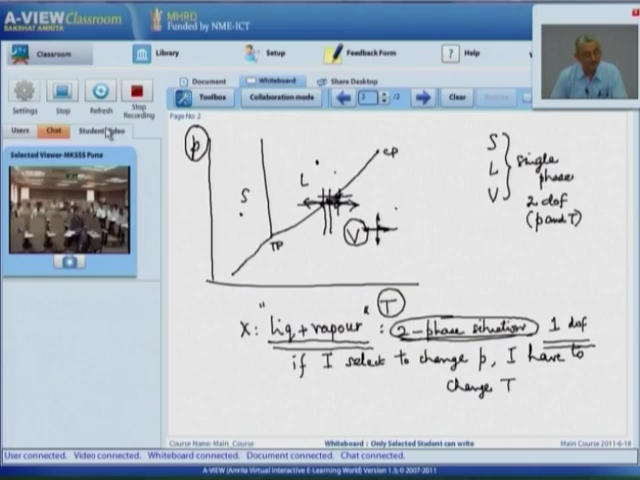 A-VIEW Classroom
SAKSHAT AMRITA
MHRD
Funded by NME-ICT
Classroom
Library
Setup
Feedback Form
Help
Settings
Stop
Refresh
Stop Recording
Document
Whiteboard
Share Desktop
Toolbox
Collaboration mode
Clear
Users
Chat
Student Video
Selected Viewer-MKSSS Pune
Page No: 2
P
CP
L
S
TP
V
T
S
L
V
single
phase
2 dof
(p and T)
X: "liq + vapour" : 2-phase situation 1 dof
if I select to change p, I have to
change T
Course Name: Main_Course
Whiteboard : Only Selected Student can write
Main Course 2011-6-18
User connected. Video connected. Whiteboard connected. Document connected. Chat connected.
A-VIEW (Amrita Virtual Interactive E-Learning World) Version 1.5; © 2007-2011